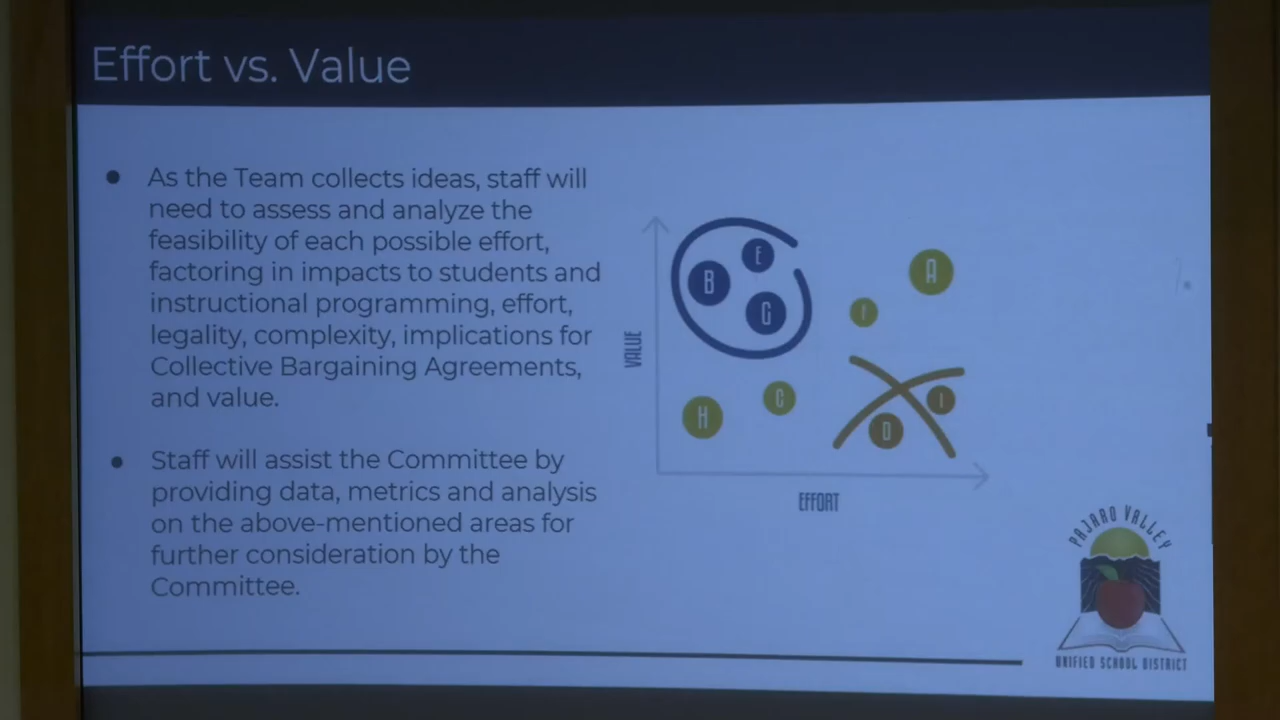 Effort vs. Value
● As the Team collects ideas, staff will
need to assess and analyze the
feasibility of each possible effort,
factoring in impacts to students and
instructional programming, effort,
legality, complexity, implications for
Collective Bargaining Agreements,
and value.
● Staff will assist the Committee by
providing data, metrics and analysis
on the above-mentioned areas for
further consideration by the
Committee.
VALUE
E
B
G
A
F
H
C
I
D
EFFORT
PAJARO VALLEY
UNIFIED SCHOOL DISTRICT